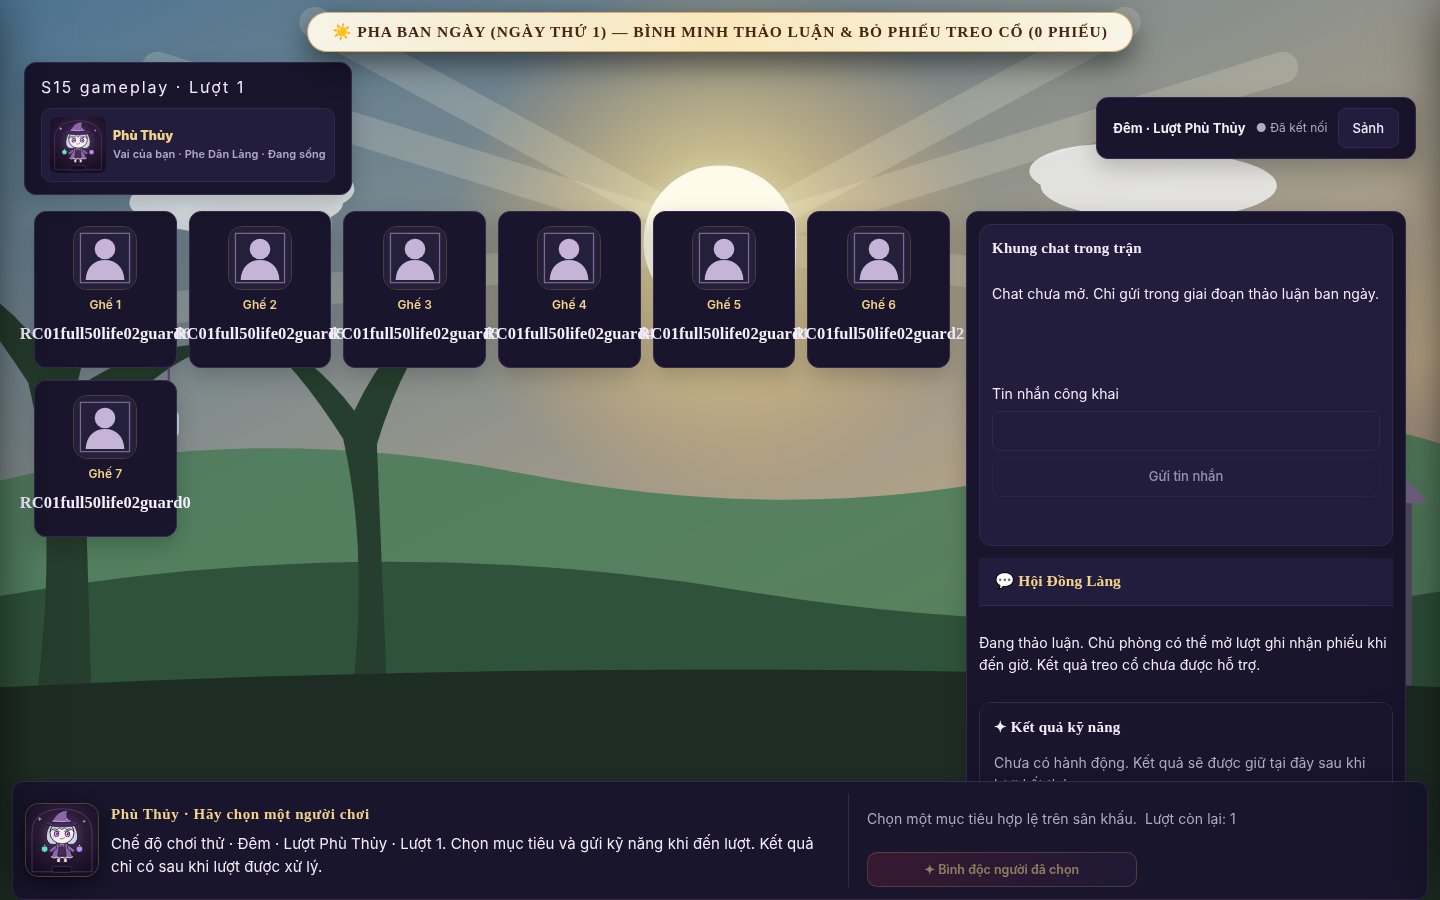 ☀️ PHA BAN NGÀY (NGÀY THỨ 1) — BÌNH MINH THẢO LUẬN & BỎ PHIẾU TREO CỔ (0 PHIẾU)
S15 gameplay · Lượt 1
Phù Thủy
Vai của bạn · Phe Dân Làng · Đang sống
Đêm · Lượt Phù Thủy
Đã kết nối
Sảnh
Ghế 1
Ghế 2
Ghế 3
Ghế 4
Ghế 5
Ghế 6
RC01full50life02guard2
Ghế 7
RC01full50life02guard0
Khung chat trong trận
Chat chưa mở. Chỉ gửi trong giai đoạn thảo luận ban ngày.
Tin nhắn công khai
Gửi tin nhắn
💬 Hội Đồng Làng
Đang thảo luận. Chủ phòng có thể mở lượt ghi nhận phiếu khi
đến giờ. Kết quả treo cổ chưa được hỗ trợ.
✦ Kết quả kỹ năng
Chưa có hành động. Kết quả sẽ được giữ tại đây sau khi
Phù Thủy · Hãy chọn một người chơi
Chế độ chơi thử · Đêm · Lượt Phù Thủy · Lượt 1. Chọn mục tiêu và gửi kỹ năng khi đến lượt. Kết quả
chỉ có sau khi lượt được xử lý.
Chọn một mục tiêu hợp lệ trên sân khấu. Lượt còn lại: 1
✦ Bình độc người đã chọn